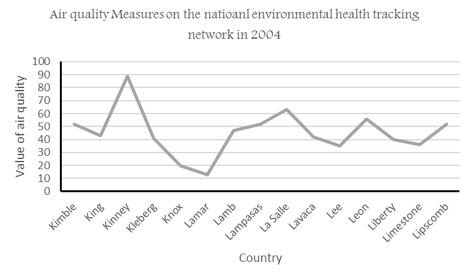 Air quality Measures on the natioanl environmental health tracking
network in 2004
Value of air quality
100
90
80
70
60
50
40
30
20
10
0
Kimble
King
Kinney
Kleberg
Knox
Lamar
Lamb
Lampasas
La Salle
Lavaca
Lee
Leon
Liberty
Limestone
Lipscomb
Country